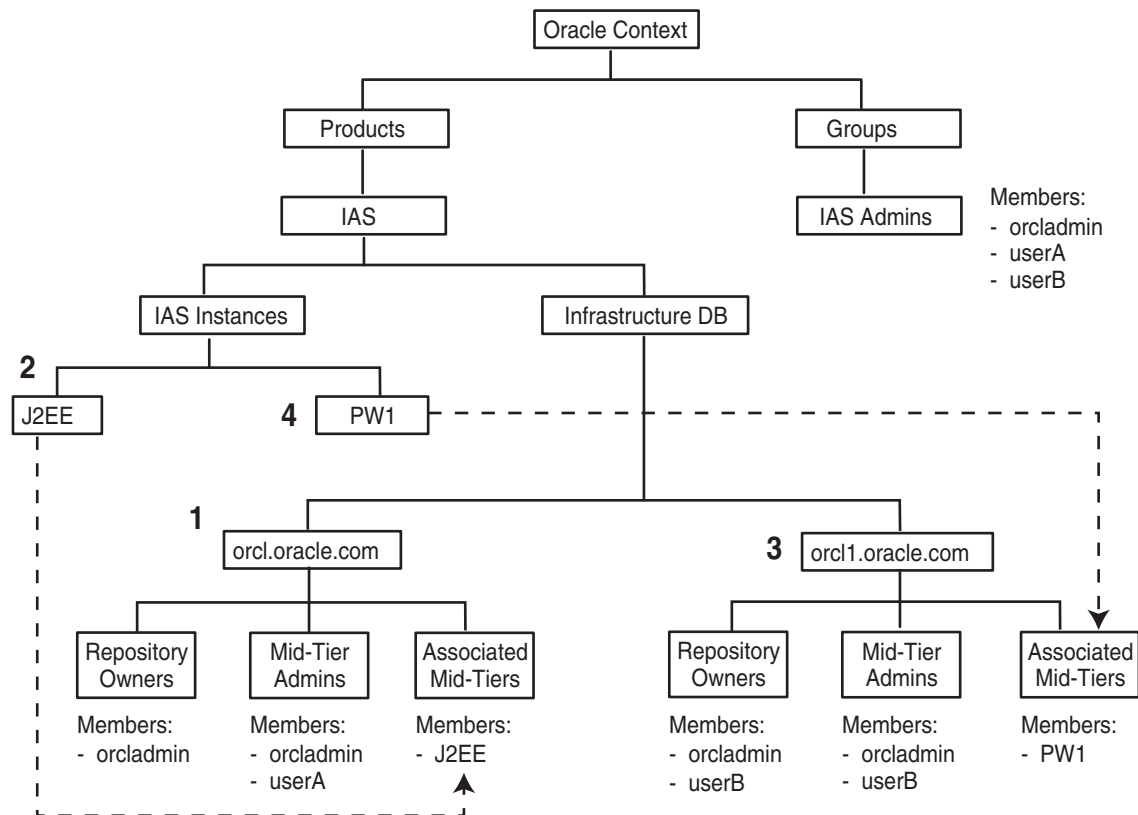 Oracle Context
Products
Groups
IAS
IAS Admins
Members:
- orcladmin
- userA
- userB
IAS Instances
Infrastructure DB
2
J2EE
4
PW1
1
orcl.oracle.com
3
orcl1.oracle.com
Repository
Owners
Mid-Tier
Admins
Associated
Mid-Tiers
Repository
Owners
Mid-Tier
Admins
Associated
Mid-Tiers
Members:
- orcladmin
Members:
- orcladmin
- userA
Members:
- J2EE
Members:
- orcladmin
- userB
Members:
- orcladmin
- userB
Members:
- PW1